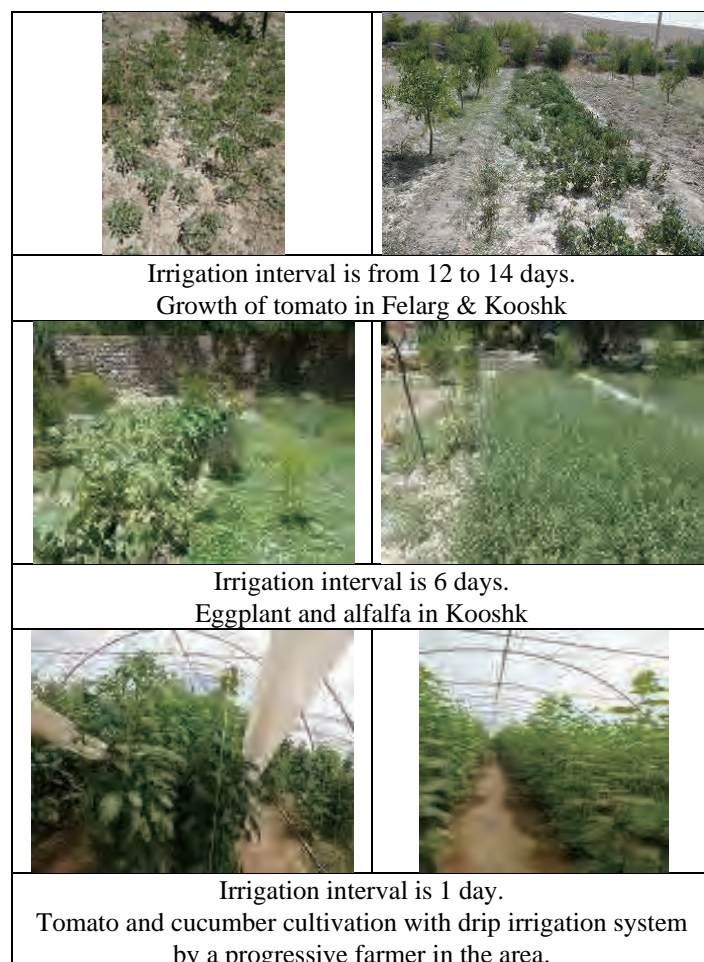 Irrigation interval is from 12 to 14 days.
Growth of tomato in Felarg & Kooshk
Irrigation interval is 6 days.
Eggplant and alfalfa in Kooshk
Irrigation interval is 1 day.
Tomato and cucumber cultivation with drip irrigation system
by a progressive farmer in the area.